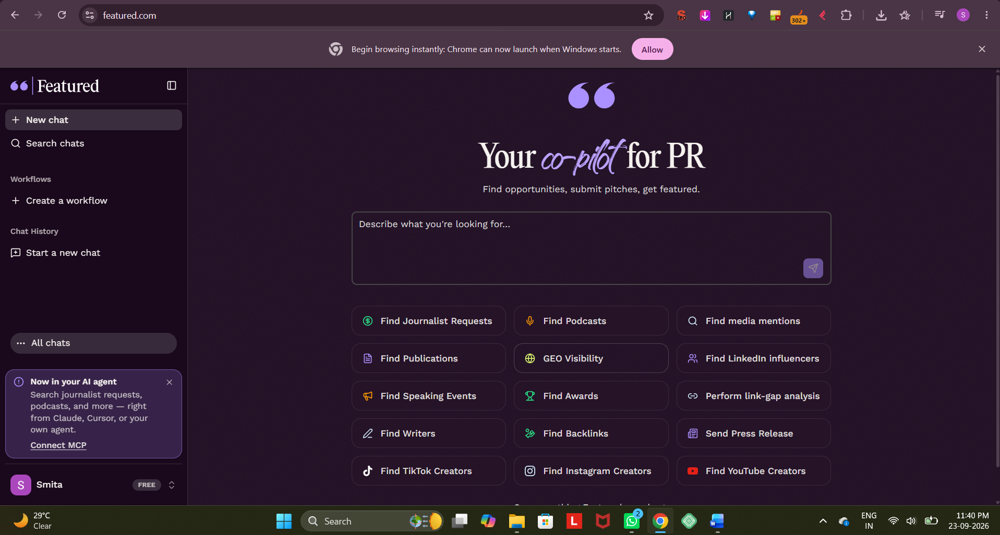 featured.com
SEO
302+
S
Begin browsing instantly: Chrome can now launch when Windows starts.
Allow
Featured
New chat
Search chats
Workflows
Create a workflow
Chat History
Start a new chat
All chats
Now in your AI agent
Search journalist requests,
podcasts, and more — right
from Claude, Cursor, or your
own agent.
Connect MCP
S
Smita
FREE
Your co-pilot for PR
Find opportunities, submit pitches, get featured.
Describe what you're looking for...
Find Journalist Requests
Find Podcasts
Find media mentions
Find Publications
GEO Visibility
Find LinkedIn influencers
Find Speaking Events
Find Awards
Perform link-gap analysis
Find Writers
Find Backlinks
Send Press Release
Find TikTok Creators
Find Instagram Creators
Find YouTube Creators
29°C
Clear
Search
L
2
W
ENG
IN
11:40 PM
23-09-2026